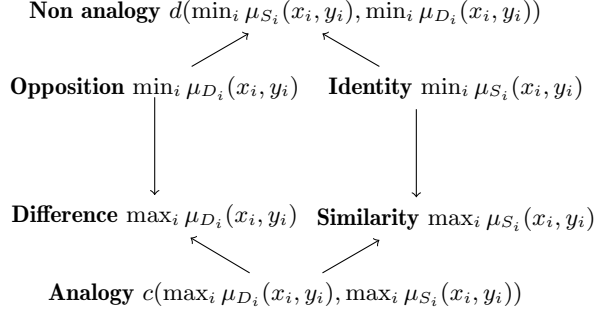 Non analogy d(min_i μ_{S_i}(x_i, y_i), min_i μ_{D_i}(x_i, y_i))
Opposition min_i μ_{D_i}(x_i, y_i) Identity min_i μ_{S_i}(x_i, y_i)
Difference max_i μ_{D_i}(x_i, y_i) Similarity max_i μ_{S_i}(x_i, y_i)
Analogy c(max_i μ_{D_i}(x_i, y_i), max_i μ_{S_i}(x_i, y_i))